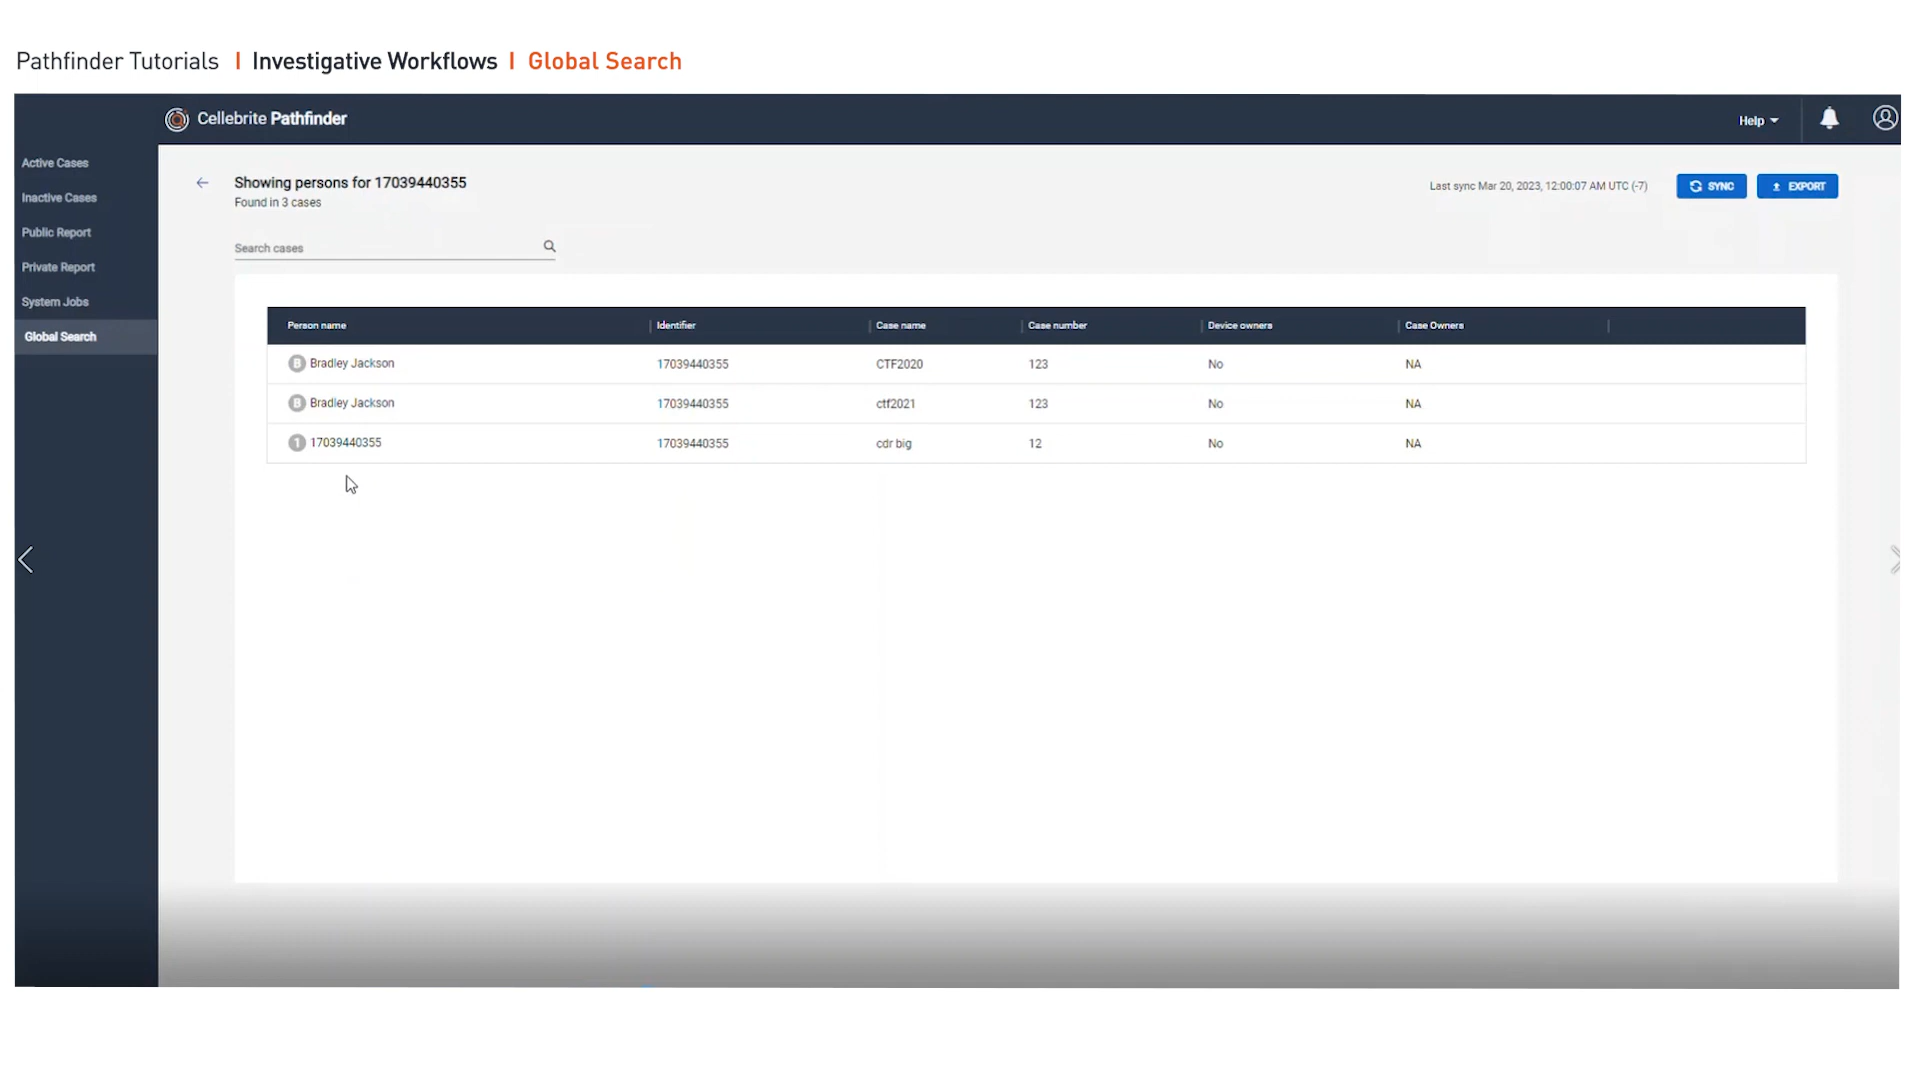 Pathfinder Tutorials | Investigative Workflows | Global Search
Cellebrite Pathfinder
Help
Active Cases
Inactive Cases
Public Report
Private Report
System Jobs
Global Search
Showing persons for 17039440355
Found in 3 cases
Last sync Mar 20, 2023, 12:00:07 AM UTC (-7)
SYNC
EXPORT
Search cases
Person name Identifier Case name Case number Device owners Case Owners
B Bradley Jackson 17039440355 CTF2020 123 No NA
B Bradley Jackson 17039440355 ctf2021 123 No NA
1 17039440355 17039440355 cdr big 12 No NA